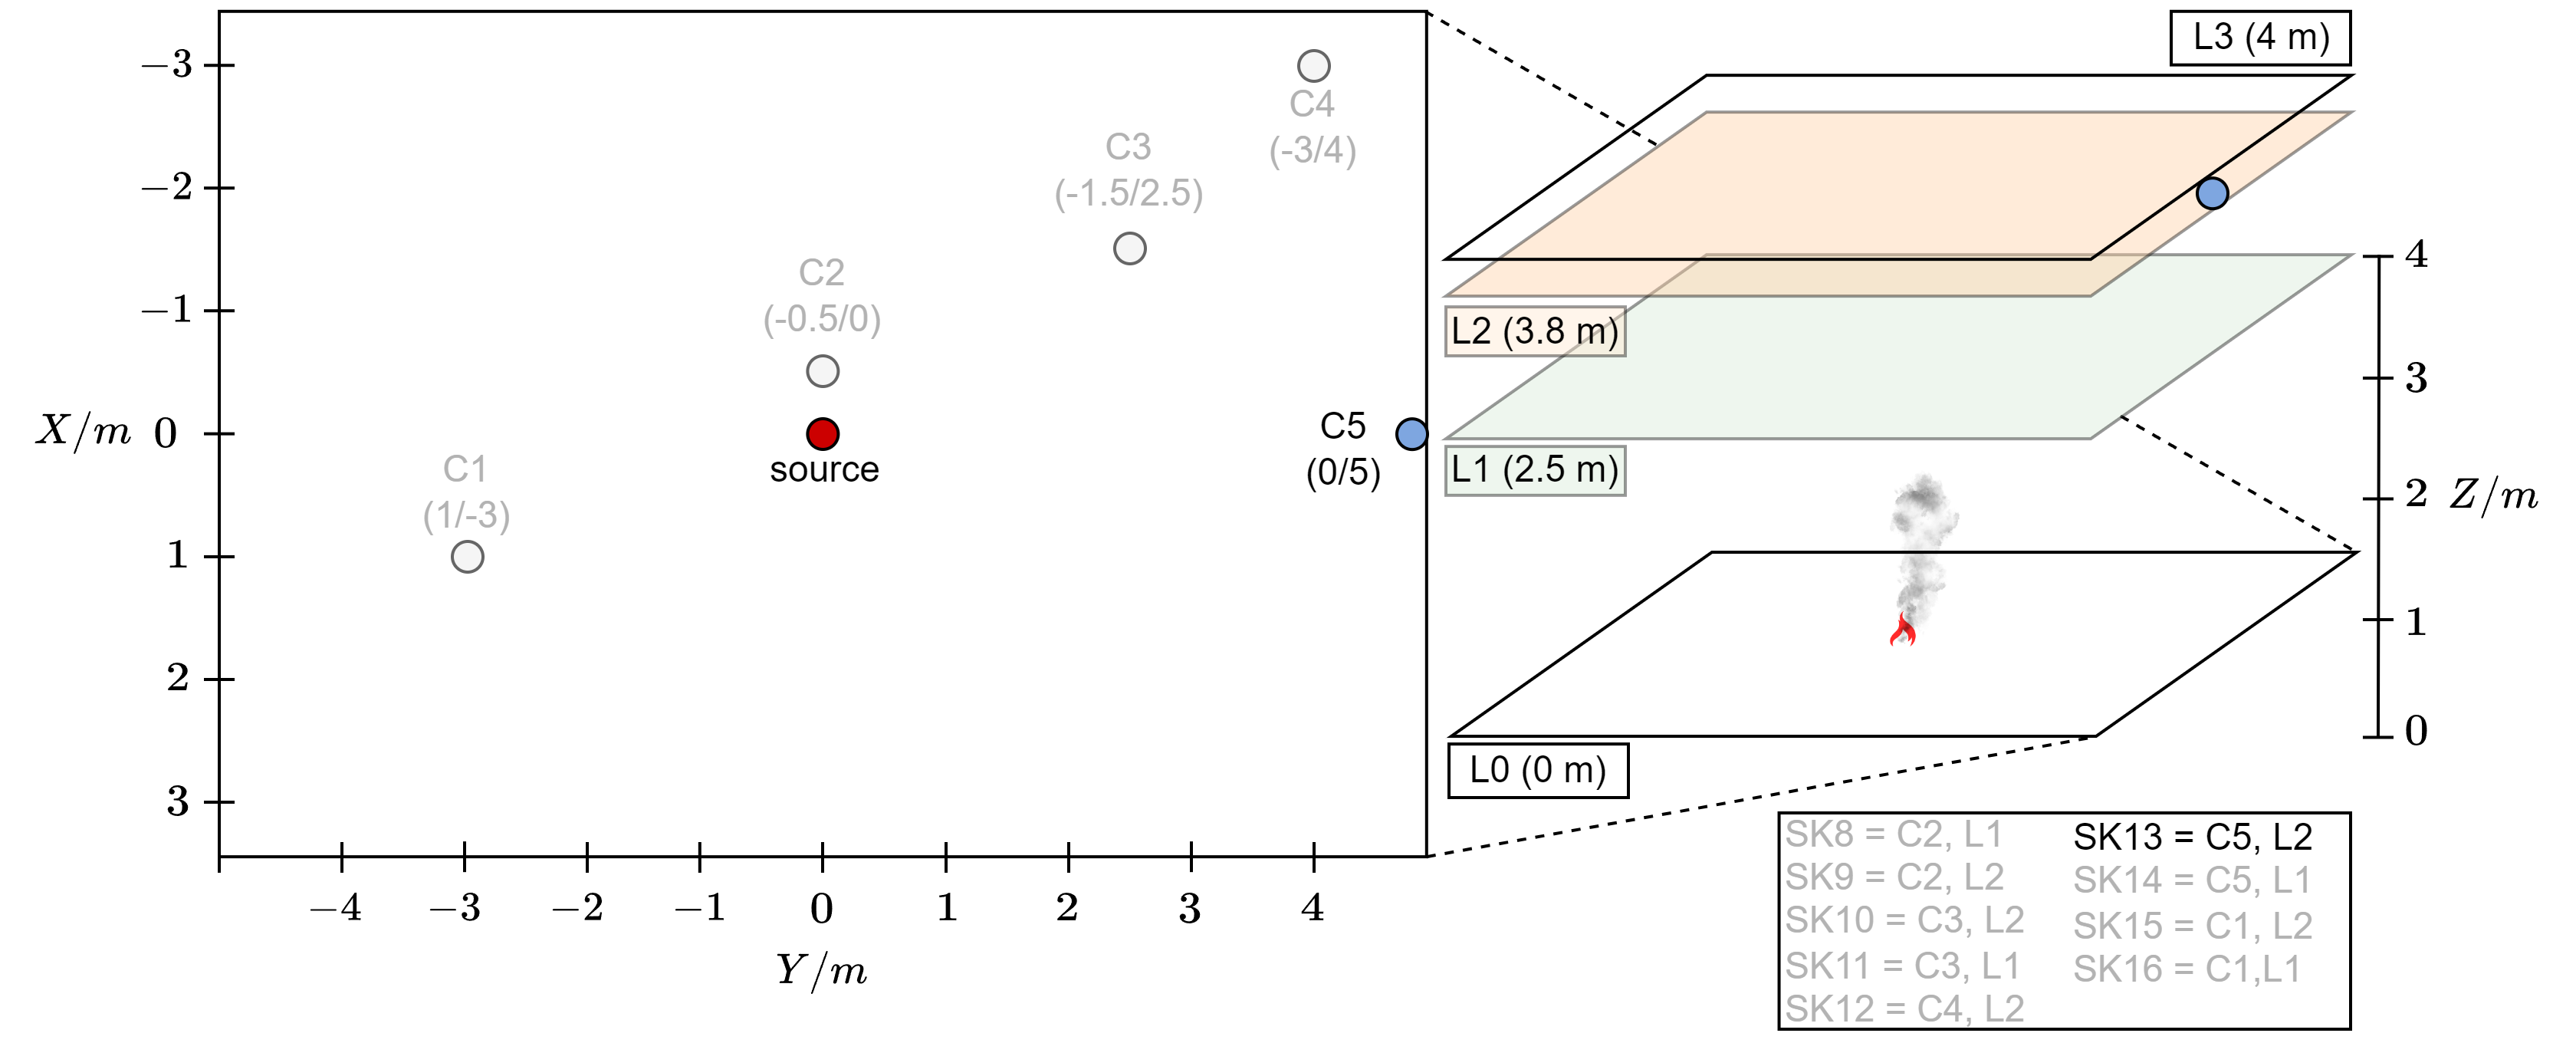 −3
−2
−1
X/m 0
1
2
3
−4 −3 −2 −1 0 1 2 3 4
Y/m
C4
(-3/4)
C3
(-1.5/2.5)
C2
(-0.5/0)
source
C5
(0/5)
C1
(1/-3)
L3 (4 m)
L2 (3.8 m)
L1 (2.5 m)
L0 (0 m)
4
3
2 Z/m
1
0
SK8 = C2, L1
SK9 = C2, L2
SK10 = C3, L2
SK11 = C3, L1
SK12 = C4, L2
SK13 = C5, L2
SK14 = C5, L1
SK15 = C1, L2
SK16 = C1,L1